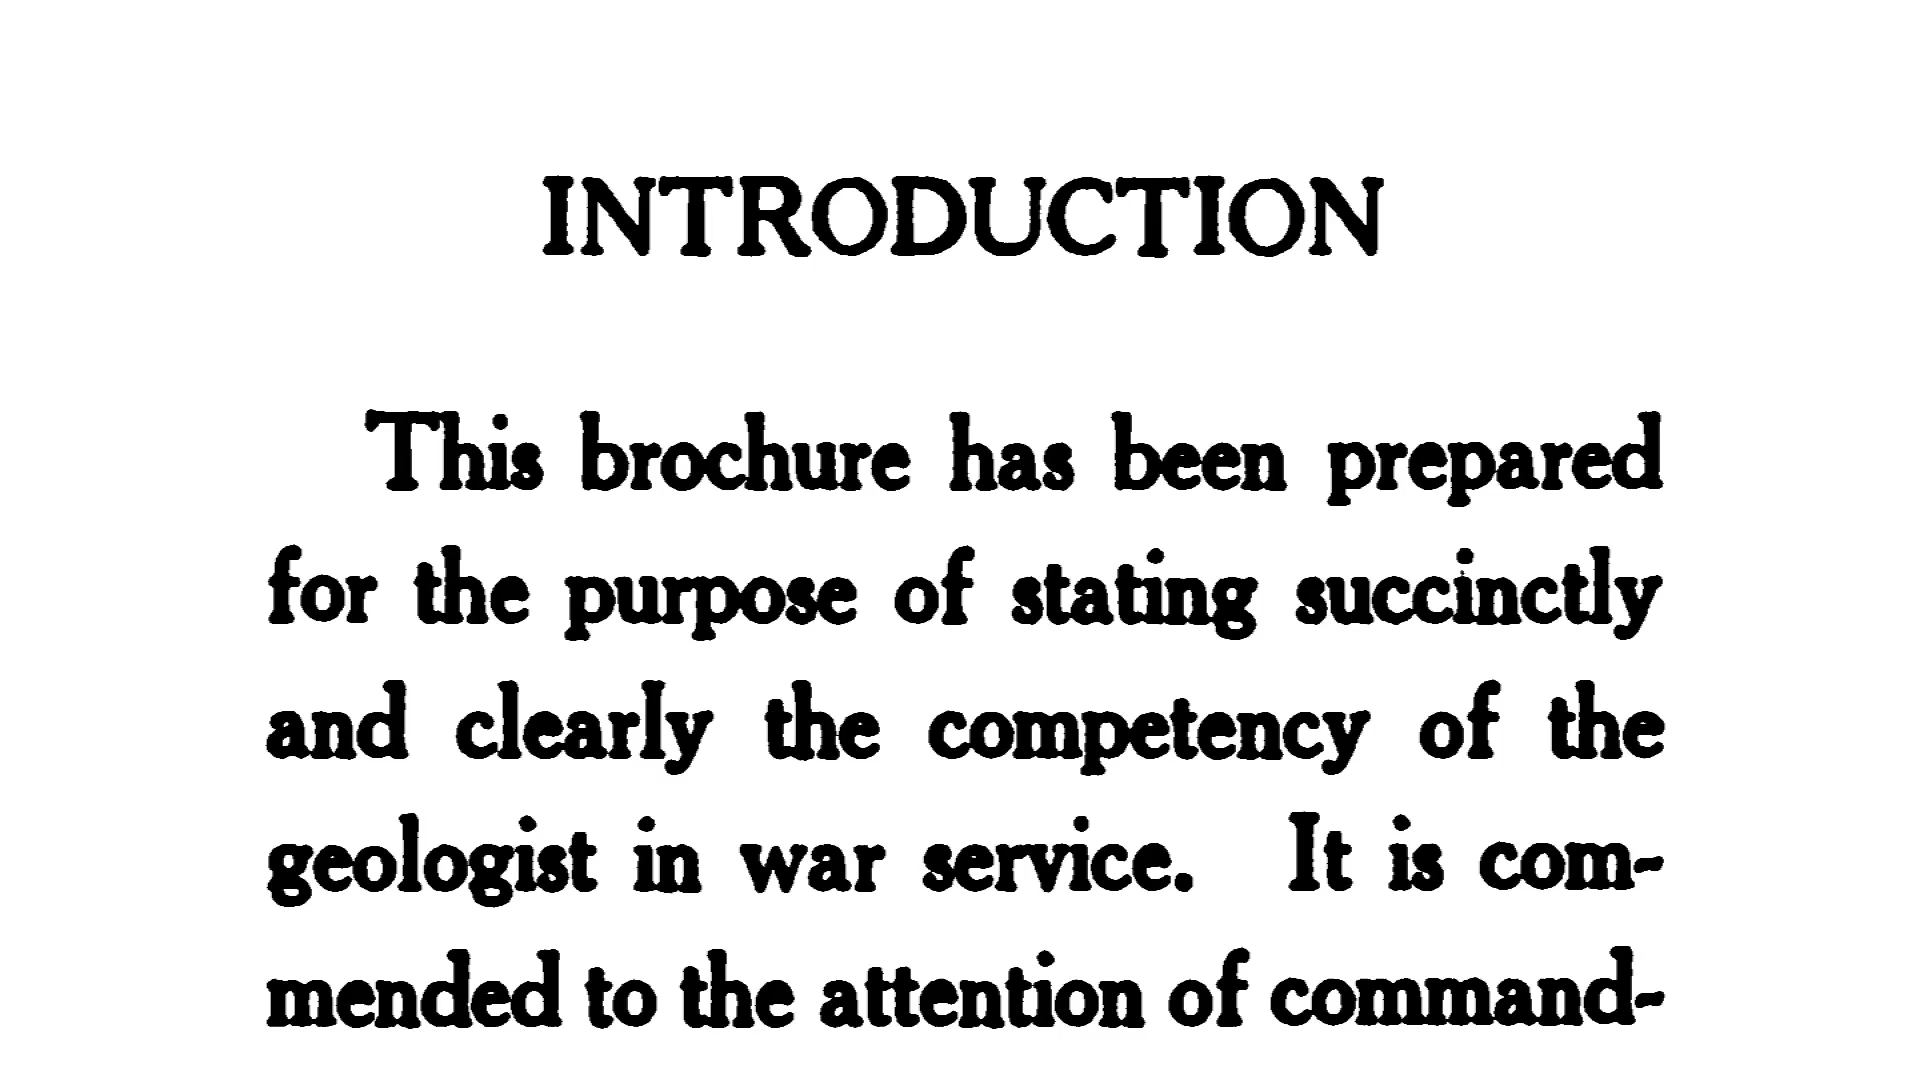 INTRODUCTION
This brochure has been prepared
for the purpose of stating succinctly
and clearly the competency of the
geologist in war service. It is com-
mended to the attention of command-